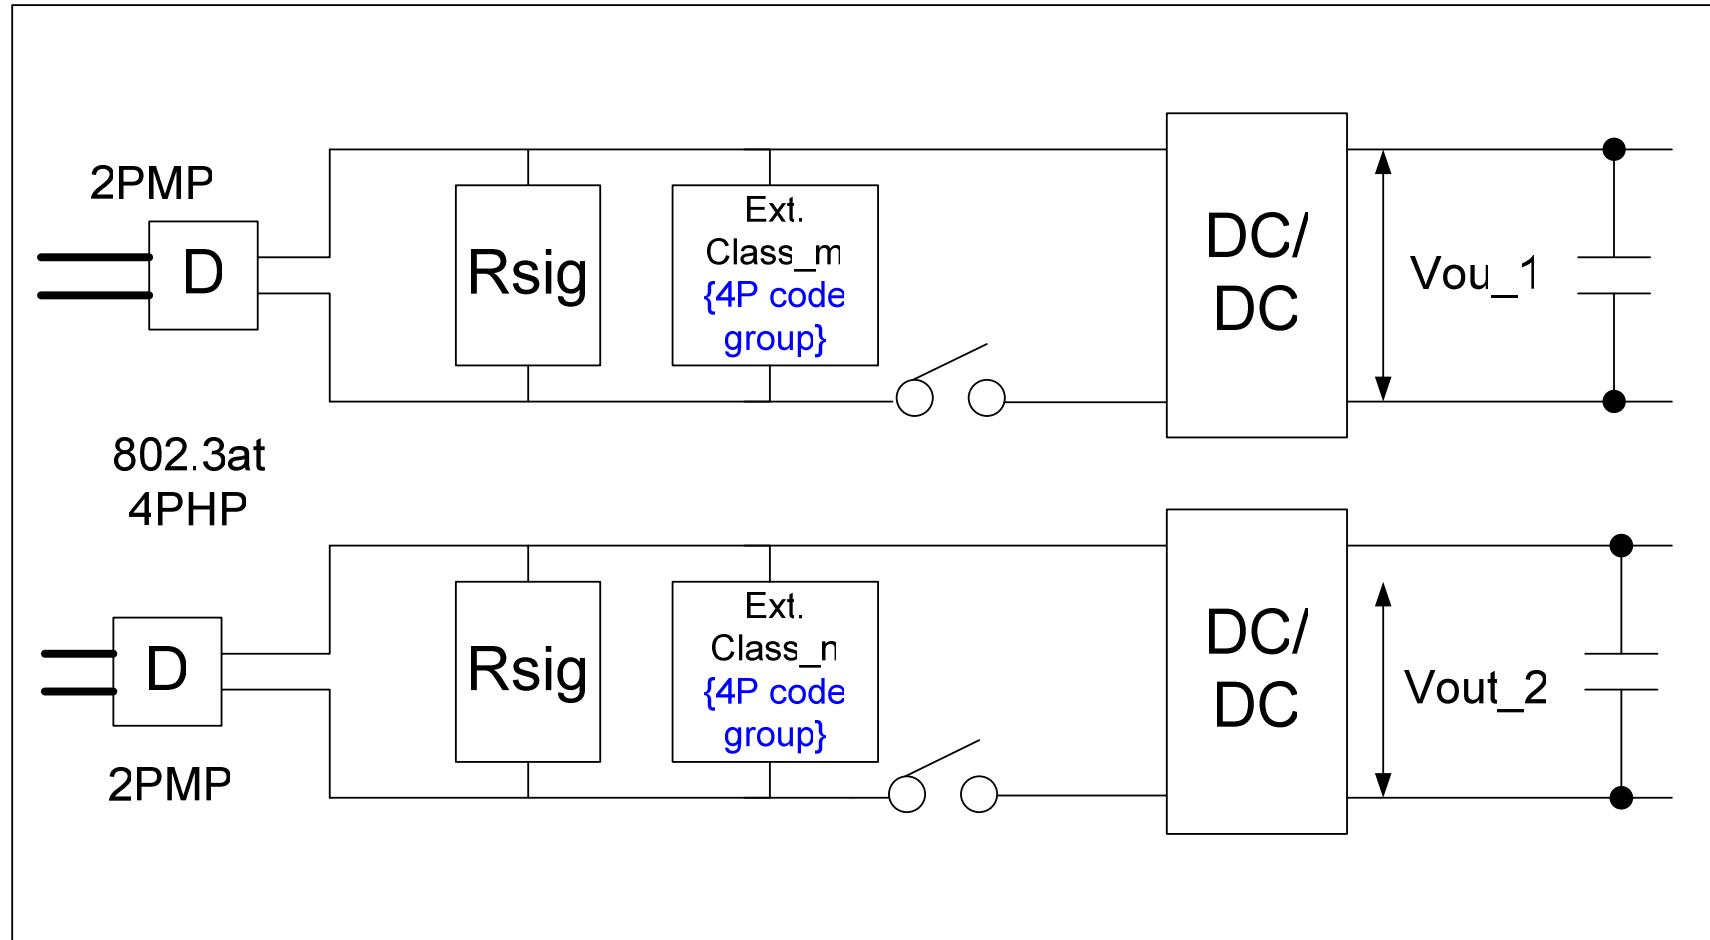 2PMP
D
Rsig
Ext.
Class_m
{4P code
group}
DC/
DC
Vou_1
802.3at
4PHP
D
2PMP
Rsig
Ext.
Class_n
{4P code
group}
DC/
DC
Vout_2